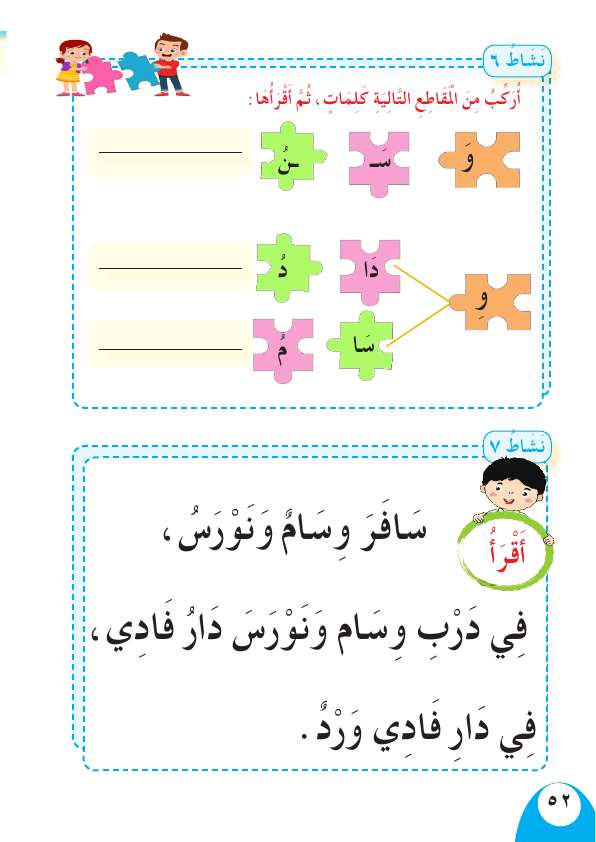 نَشَاطٌ ٦
أُرَكِّبُ مِنَ الْمَقَاطِعِ التَّالِيَةِ كَلِمَاتٍ، ثُمَّ أَقْرَأُهَا:
وَ سَـ ـنُ
وِ دَا دُ
سَا مُ
نَشَاطٌ ٧
أَقْرَأُ
سَافَرَ وِسَامٌ وَنَوْرَسُ،
فِي دَرْبِ وِسَام وَنَوْرَسَ دَارُ فَادِي،
فِي دَارِ فَادِي وَرْدٌ.
٥٢